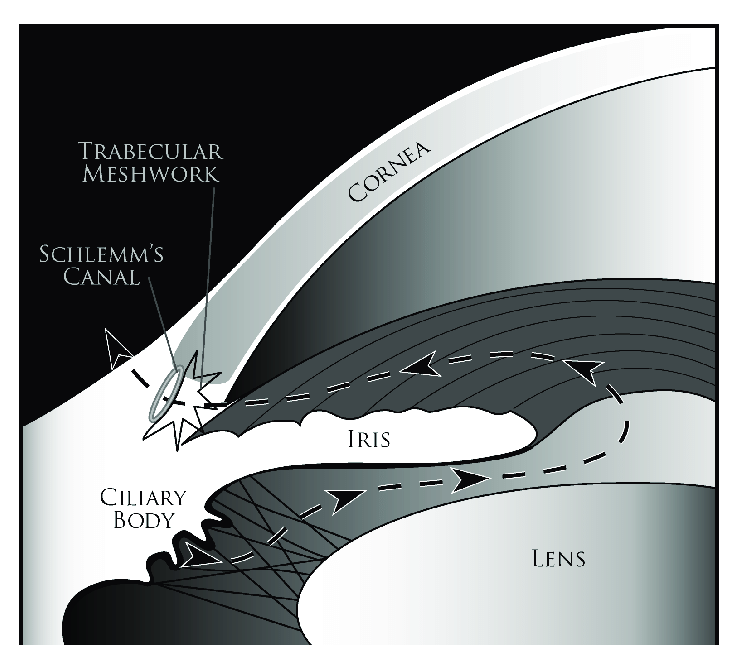 CORNEA
TRABECULAR
MESHWORK
SCHLEMM'S
CANAL
IRIS
CILIARY
BODY
LENS